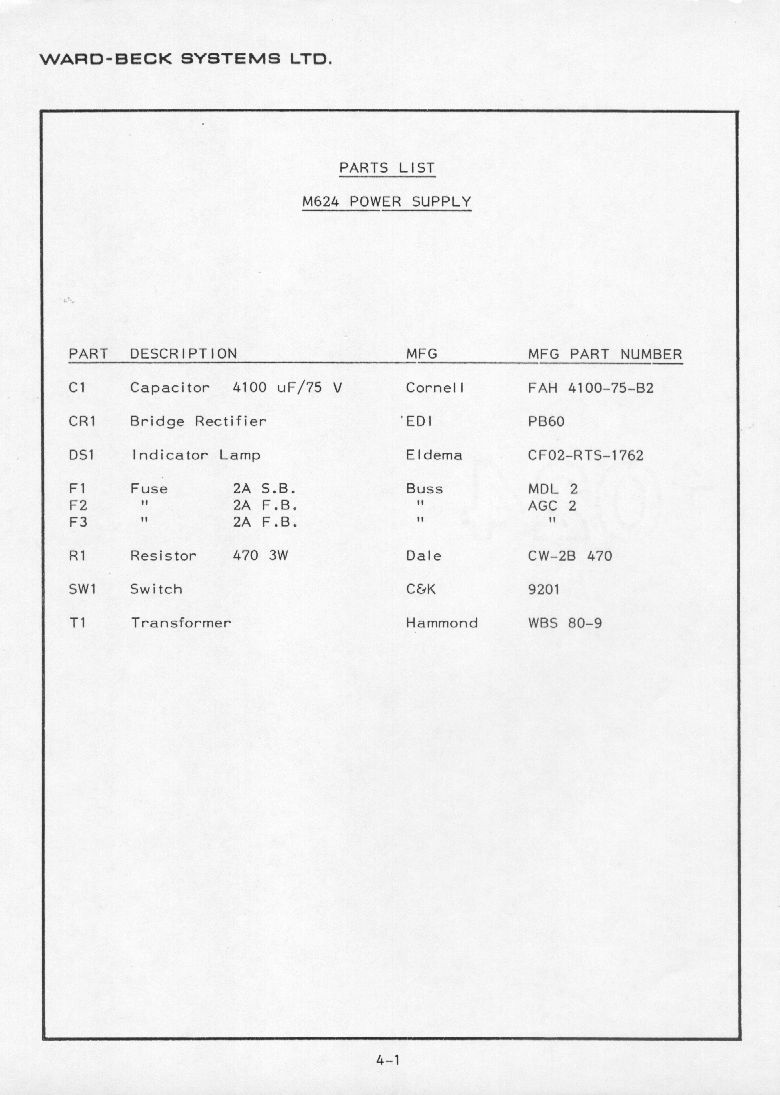 WARD-BECK SYSTEMS LTD.
PARTS LIST
M624 POWER SUPPLY
PART DESCRIPTION MFG MFG PART NUMBER
C1 Capacitor 4100 uF/75 V Cornell FAH 4100-75-B2
CR1 Bridge Rectifier EDI PB60
DS1 Indicator Lamp Eldema CF02-RTS-1762
F1 Fuse 2A S.B. Buss MDL 2
F2 " 2A F.B. " AGC 2
F3 " 2A F.B. " "
R1 Resistor 470 3W Dale CW-2B 470
SW1 Switch C&K 9201
T1 Transformer Hammond WBS 80-9
4-1